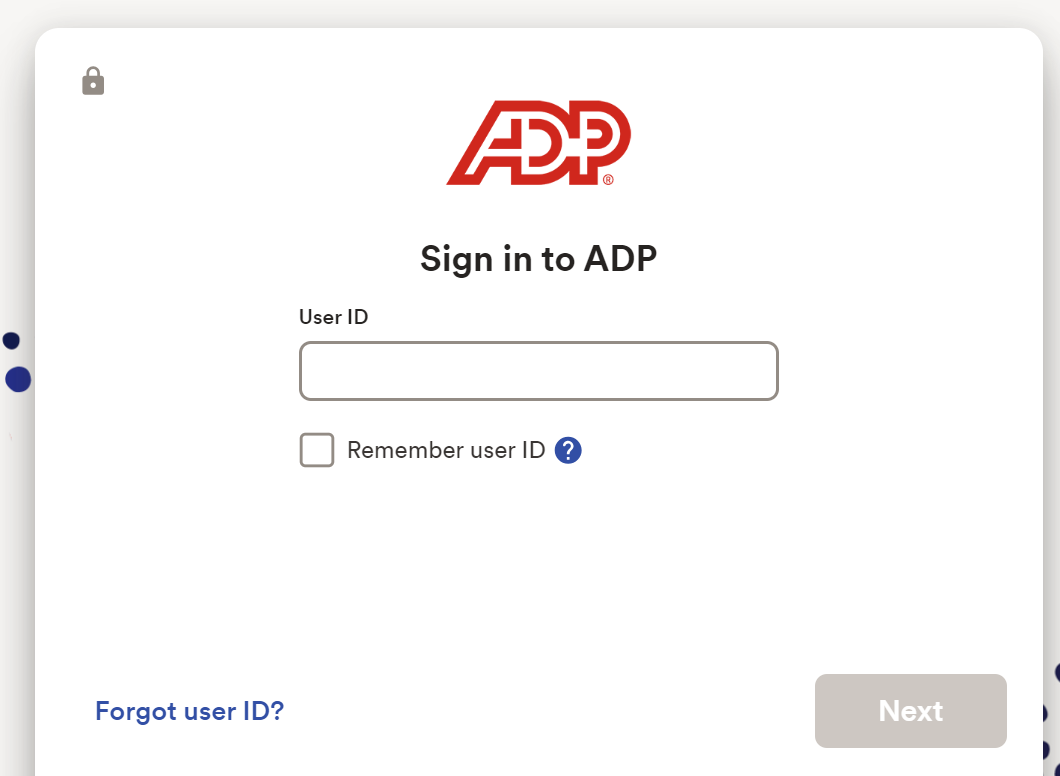 ADP®
Sign in to ADP
User ID
Remember user ID ?
Forgot user ID?
Next